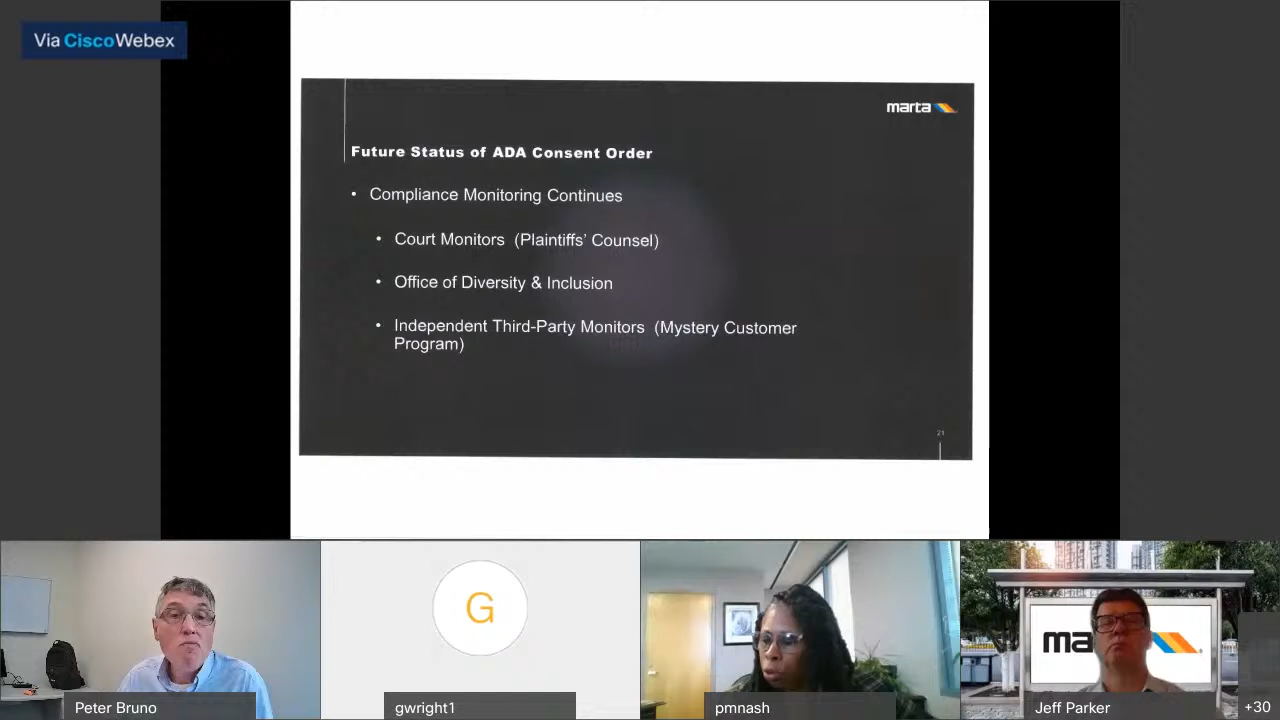 Via CiscoWebex
marta
Future Status of ADA Consent Order
• Compliance Monitoring Continues
• Court Monitors (Plaintiffs' Counsel)
• Office of Diversity & Inclusion
• Independent Third-Party Monitors (Mystery Customer
Program)
21
G
ma
Peter Bruno
gwright1
pmnash
Jeff Parker
+30